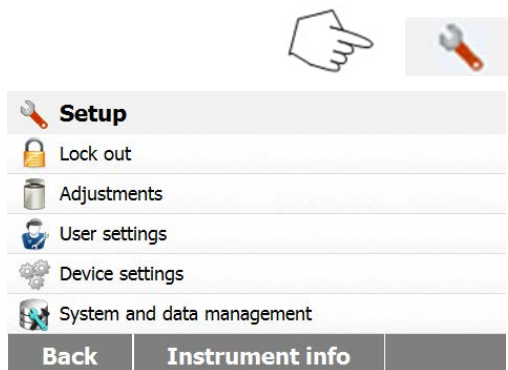 Setup
Lock out
Adjustments
User settings
Device settings
System and data management
Back Instrument info